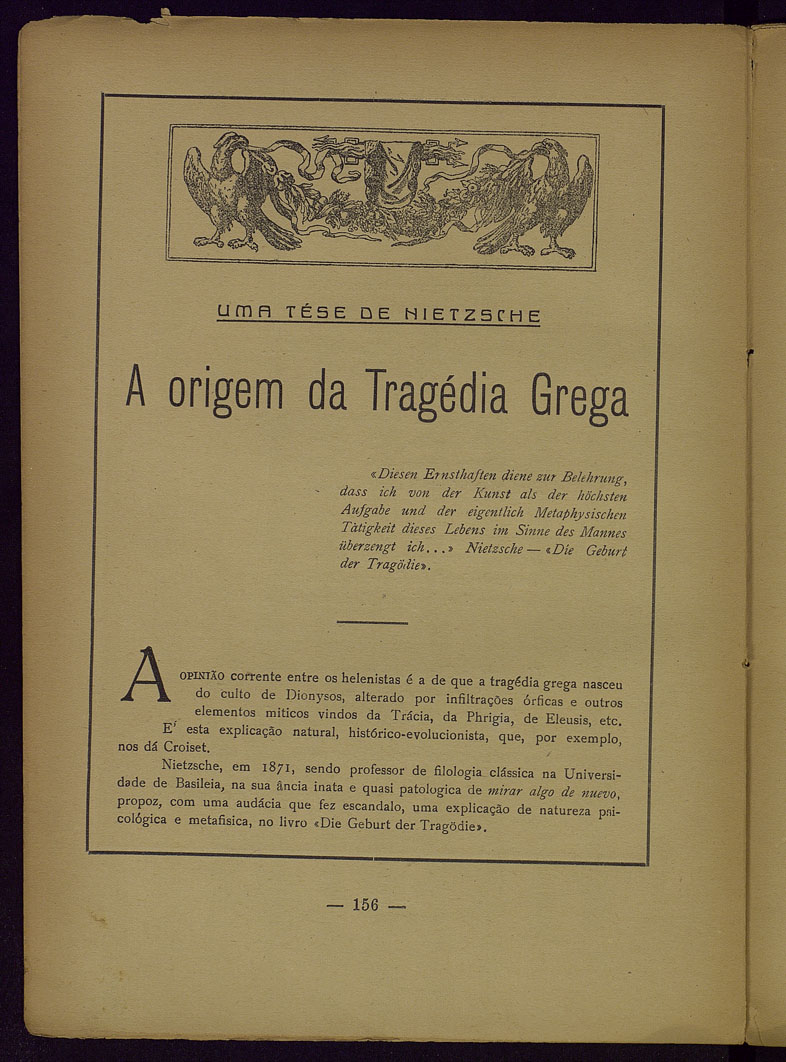 UMA TÉSE DE NIETZSCHE
A origem da Tragédia Grega
«Diesen Ernsthaften diene zur Belehrung,
dass ich von der Kunst als der höchsten
Aufgabe und der eigentlich Metaphysischen
Tätigkeit dieses Lebens im Sinne des Mannes
überzengt ich...» Nietzsche — «Die Geburt
der Tragödie».
A OPINIÃO corrente entre os helenistas é a de que a tragédia grega nasceu
do culto de Dionysos, alterado por infiltrações órficas e outros
elementos miticos vindos da Trácia, da Phrigia, de Eleusis, etc.
E' esta explicação natural, histórico-evolucionista, que, por exemplo,
nos dá Croiset.
Nietzsche, em 1871, sendo professor de filologia clássica na Universi-
dade de Basileia, na sua ância inata e quasi patologica de mirar algo de nuevo,
propoz, com uma audácia que fez escandalo, uma explicação de natureza psi-
cológica e metafisica, no livro «Die Geburt der Tragödie».
— 156 —